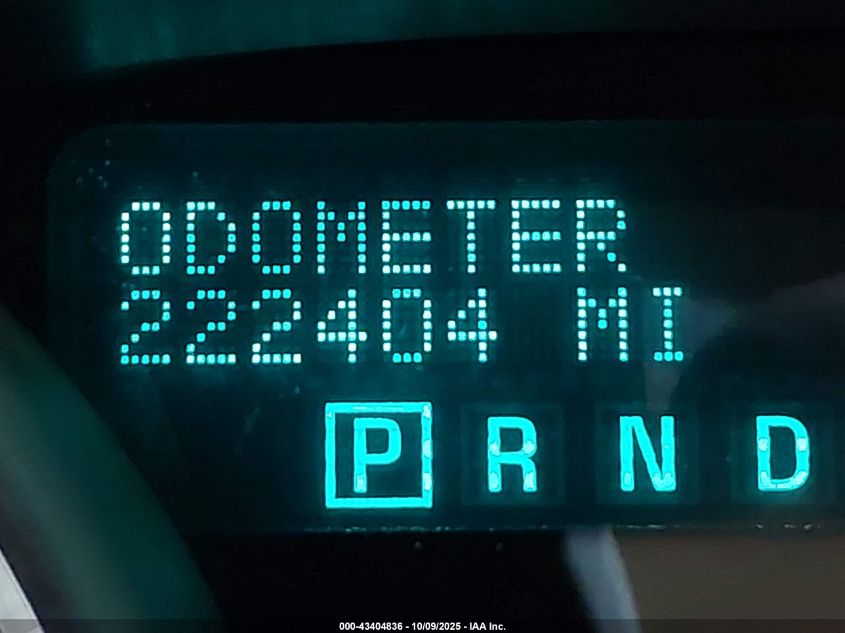 ODOMETER
222404 MI
P R N D
000-43404836 - 10/09/2025 - IAA Inc.